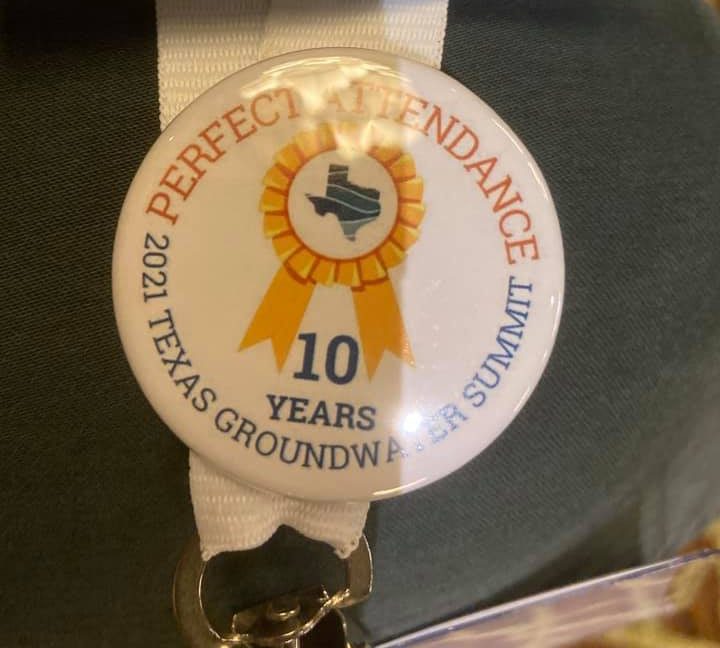 PERFECT ATTENDANCE
10
YEARS
2021 TEXAS GROUNDWATER SUMMIT